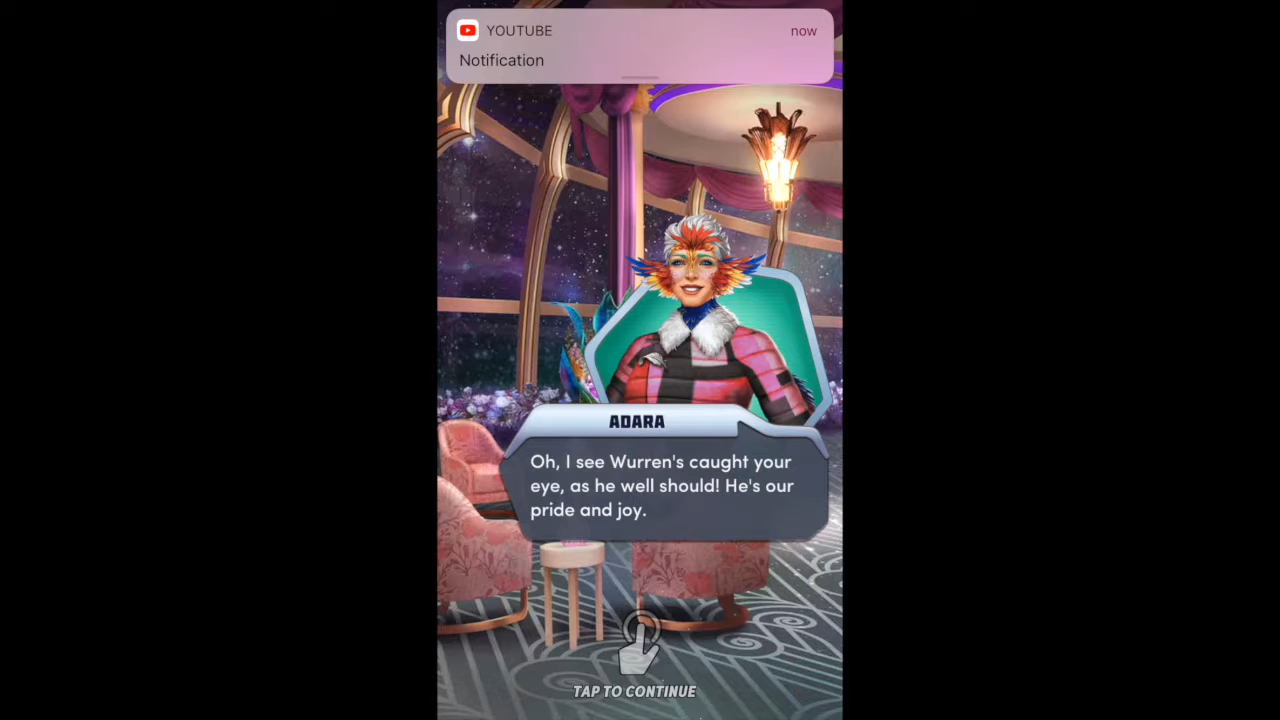 YOUTUBE now
Notification
ADARA
Oh, I see Wurren's caught your
eye, as he well should! He's our
pride and joy.
TAP TO CONTINUE